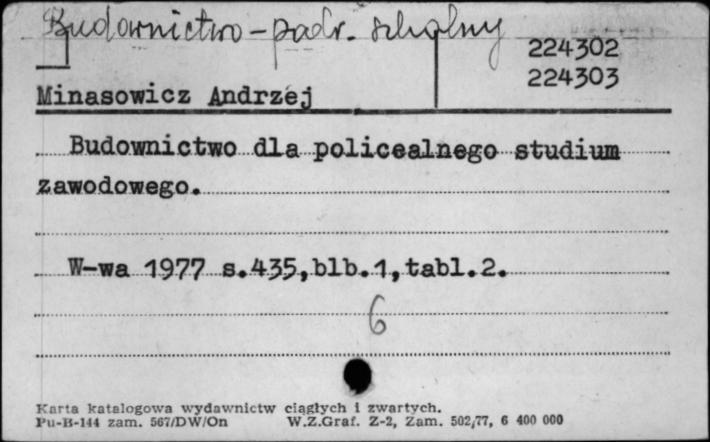 Budownictwo - podr. szkolny
224302
224303
Minasowicz Andrzej
Budownictwo dla policealnego studium
zawodowego.
W-wa 1977 s.435,blb.1,tabl.2.
6
Karta katalogowa wydawnictw ciągłych i zwartych.
Pu-B-144 zam. 567/DW/On W.Z.Graf. Z-2, Zam. 502/77, 6 400 000